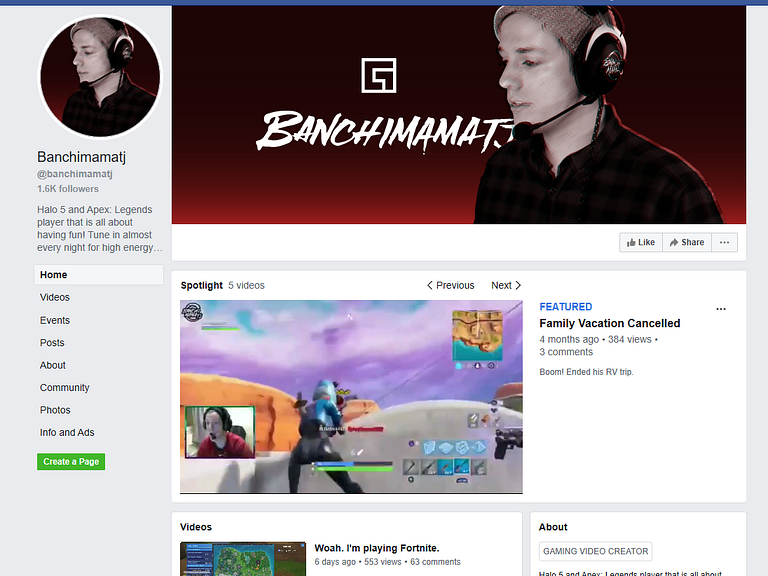 BANCHIMAMATJ
Banchimamatj
@banchimamatj
1.6K followers
Halo 5 and Apex: Legends
player that is all about
having fun! Tune in almost
every night for high energy…
Home
Videos
Events
Posts
About
Community
Photos
Info and Ads
Create a Page
Like
Share
Spotlight 5 videos
Previous
Next
FEATURED
Family Vacation Cancelled
4 months ago • 384 views •
3 comments
Boom! Ended his RV trip.
Videos
Woah. I'm playing Fortnite.
6 days ago • 553 views • 63 comments
About
GAMING VIDEO CREATOR
Halo 5 and Apex: Legends player that is all about